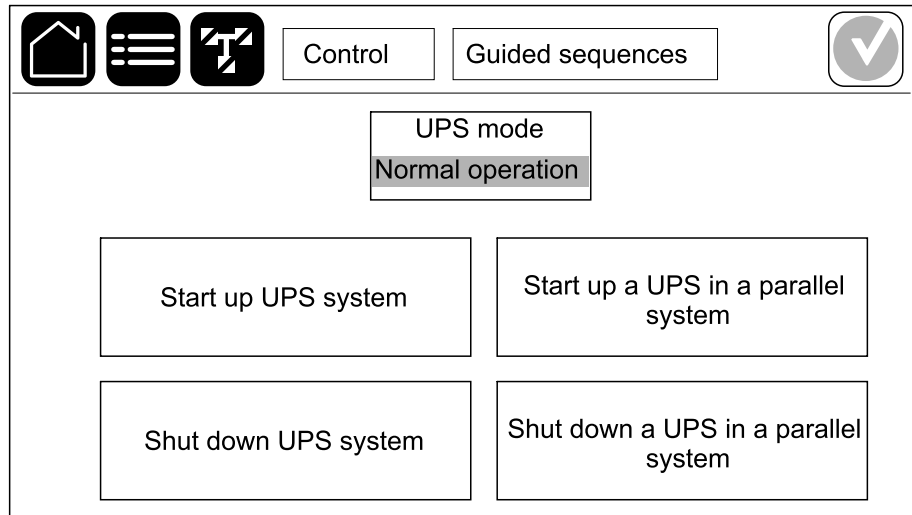 Control
Guided sequences
UPS mode
Normal operation
Start up UPS system
Start up a UPS in a parallel
system
Shut down UPS system
Shut down a UPS in a parallel
system